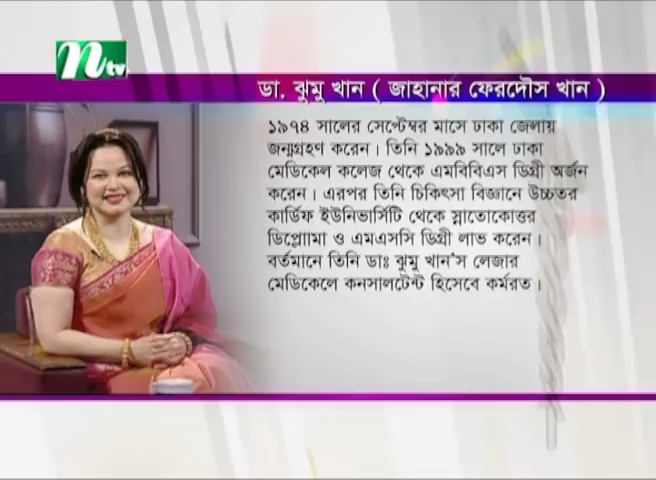 ntv
ডা. ঝুমু খান ( জাহানার ফেরদৌস খান )
১৯৭৪ সালের সেপ্টেম্বর মাসে ঢাকা জেলায়
জন্মগ্রহণ করেন। তিনি ১৯৯৯ সালে ঢাকা
মেডিকেল কলেজ থেকে এমবিবিএস ডিগ্রী অর্জন
করেন। এরপর তিনি চিকিৎসা বিজ্ঞানে উচ্চতর
কার্ডিফ ইউনিভার্সিটি থেকে স্নাতোকোত্তর
ডিপ্লোামা ও এমএসসি ডিগ্রী লাভ করেন।
বর্তমানে তিনি ডাঃ ঝুমু খান'স লেজার
মেডিকেলে কনসালটেন্ট হিসেবে কর্মরত।